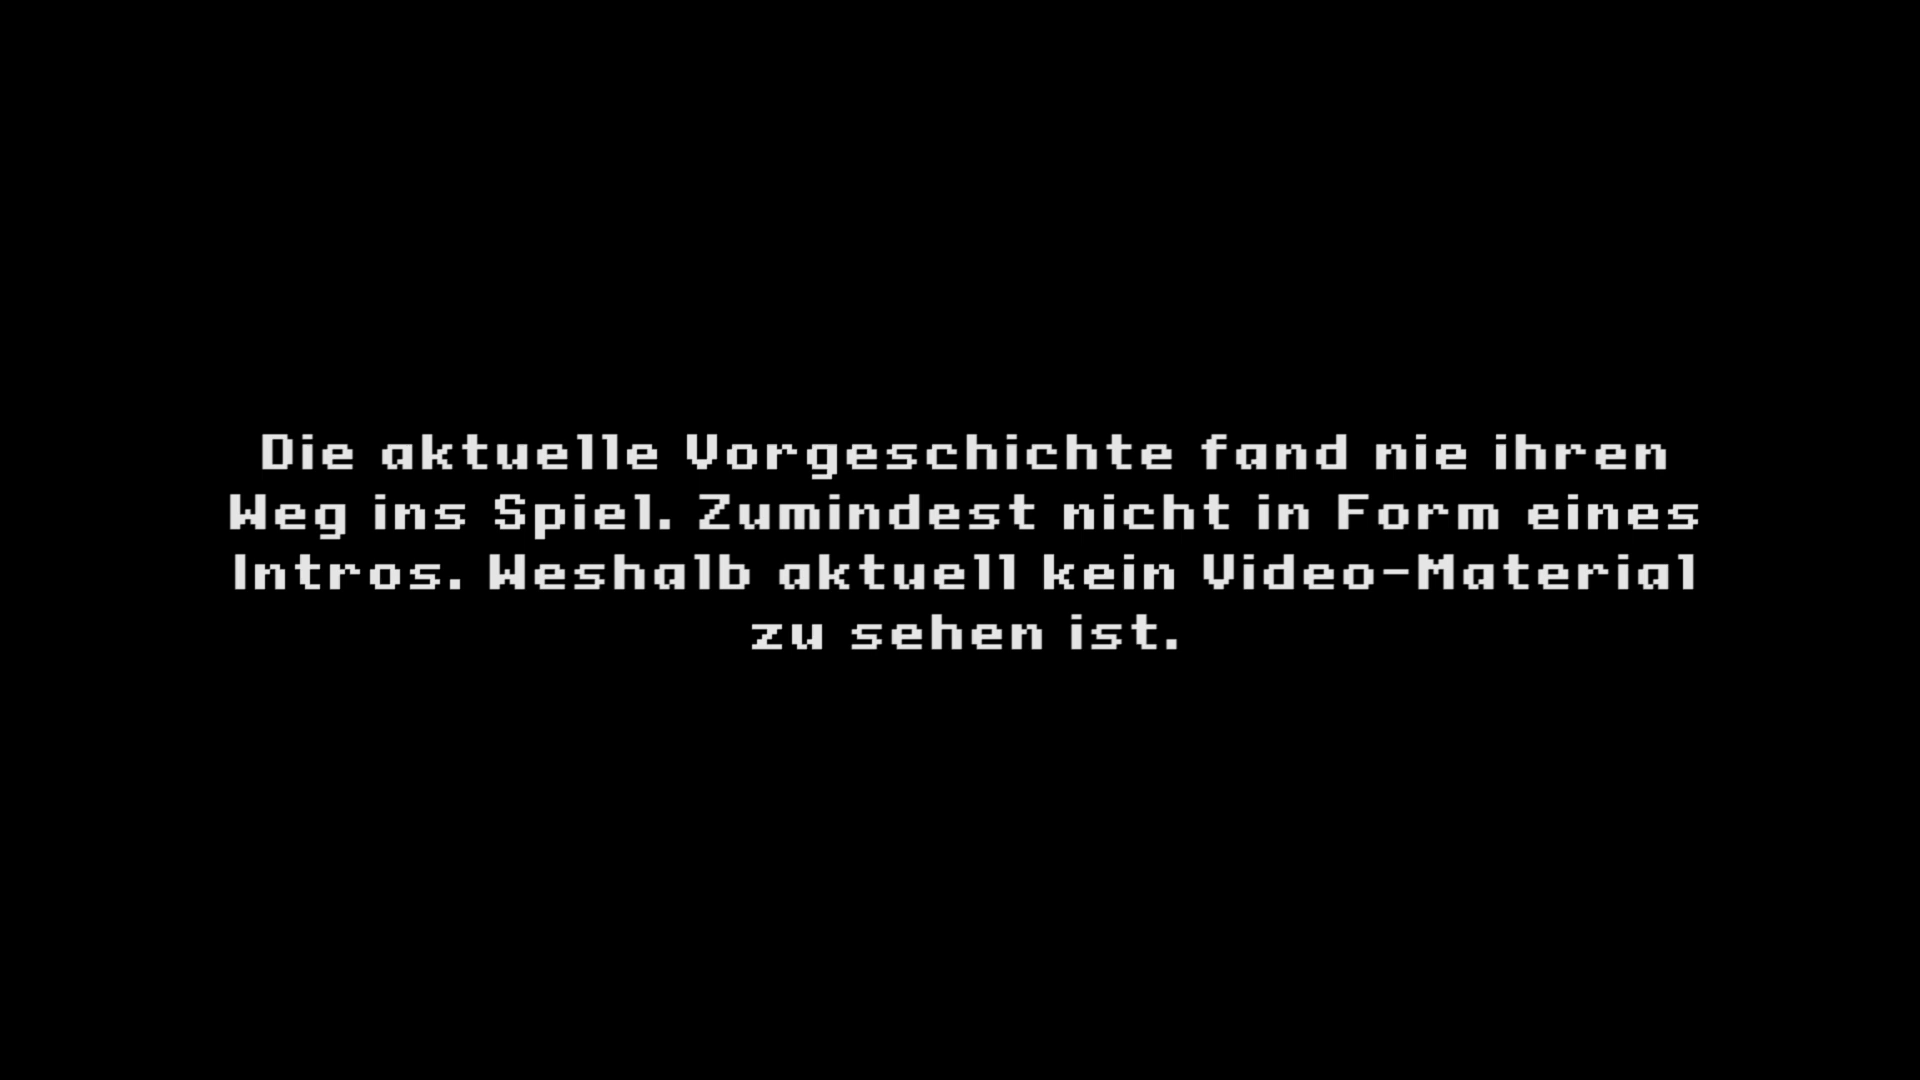 Die aktuelle Vorgeschichte fand nie ihren
Weg ins Spiel. Zumindest nicht in Form eines
Intros. Weshalb aktuell kein Video-Material
zu sehen ist.